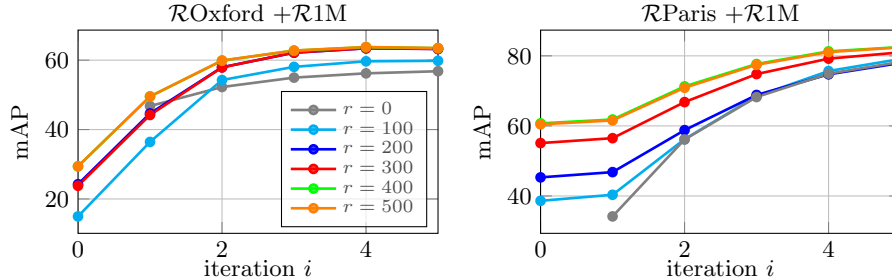 ℛOxford +ℛ1M
mAP
60
40
20
0 2 4
iteration i
r = 0
r = 100
r = 200
r = 300
r = 400
r = 500
ℛParis +ℛ1M
mAP
80
60
40
0 2 4
iteration i